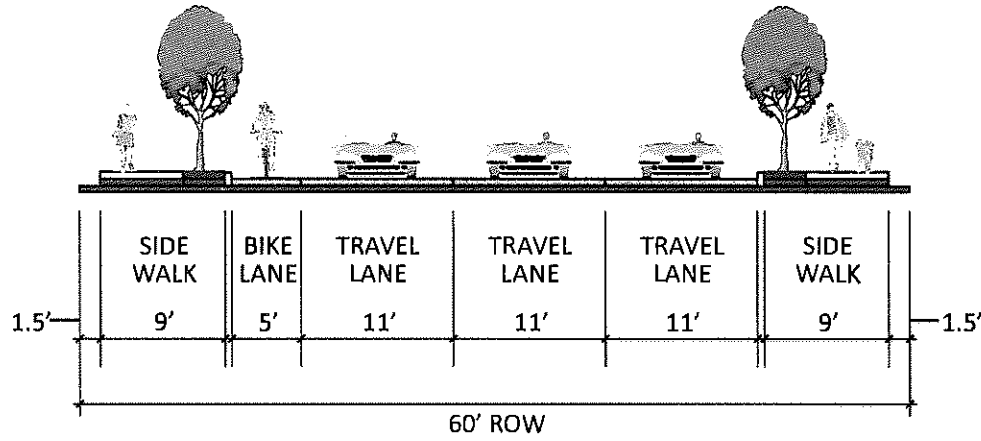 SIDE
WALK
BIKE
LANE
TRAVEL
LANE
TRAVEL
LANE
TRAVEL
LANE
SIDE
WALK
1.5'
9'
5'
11'
11'
11'
9'
1.5'
60' ROW